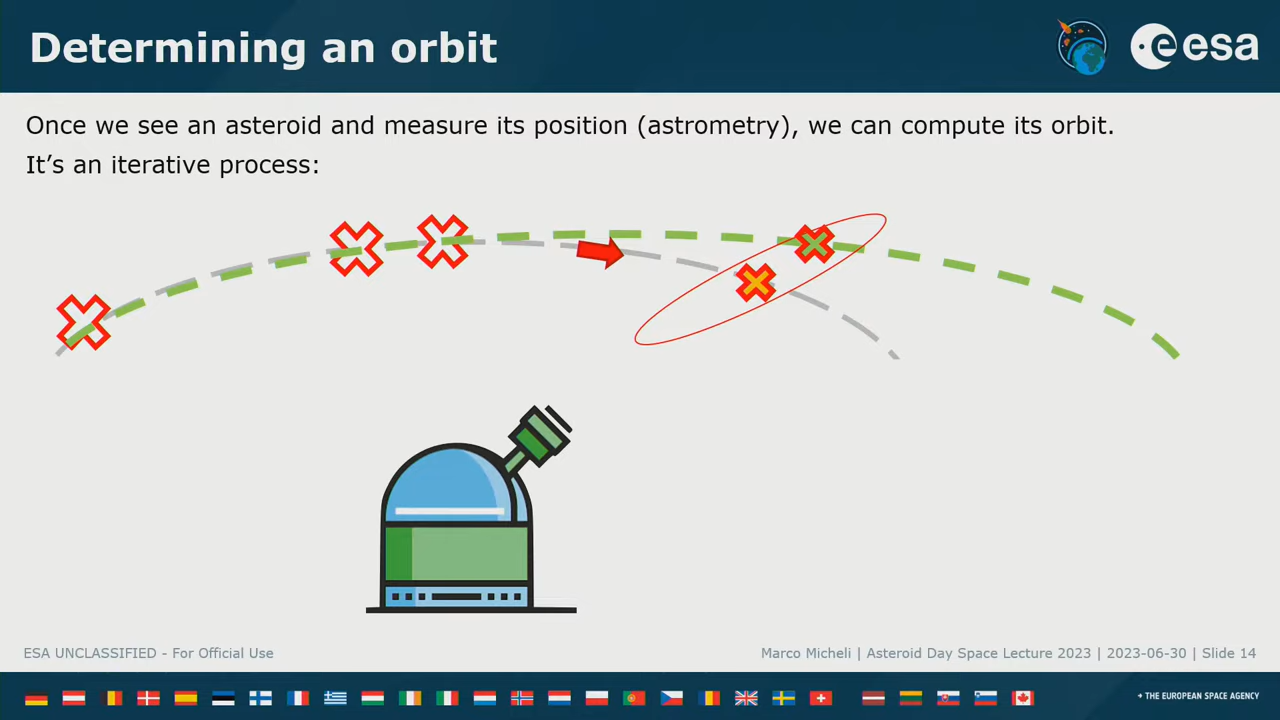 Determining an orbit
esa
Once we see an asteroid and measure its position (astrometry), we can compute its orbit.
It’s an iterative process:
ESA UNCLASSIFIED - For Official Use
Marco Micheli | Asteroid Day Space Lecture 2023 | 2023-06-30 | Slide 14
THE EUROPEAN SPACE AGENCY